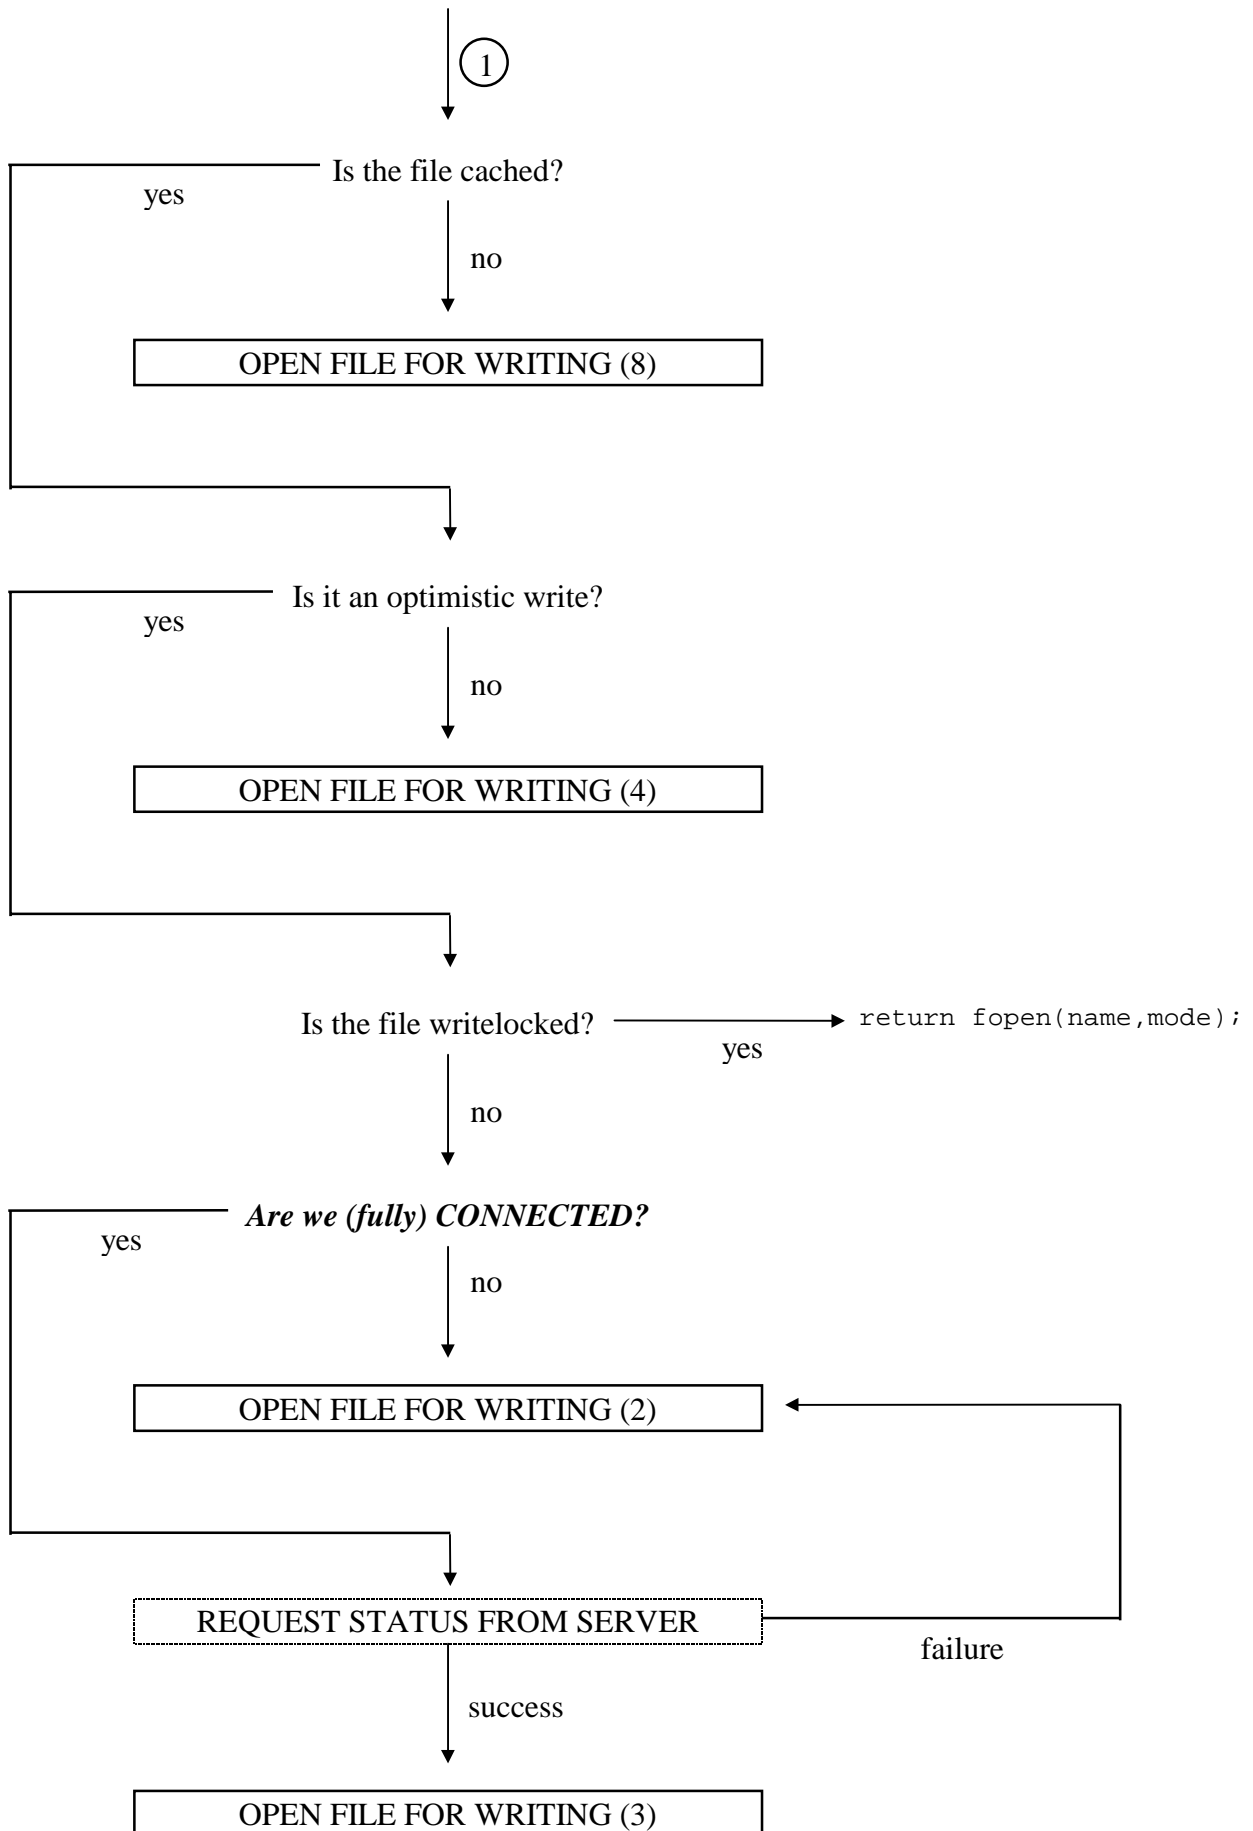 1
Is the file cached?
yes
no
OPEN FILE FOR WRITING (8)
Is it an optimistic write?
yes
no
OPEN FILE FOR WRITING (4)
Is the file writelocked?
return fopen(name,mode);
yes
no
Are we (fully) CONNECTED?
yes
no
OPEN FILE FOR WRITING (2)
REQUEST STATUS FROM SERVER
failure
success
OPEN FILE FOR WRITING (3)